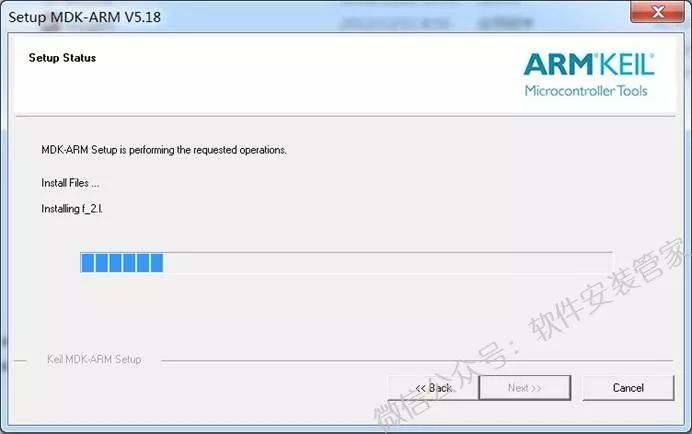 Setup MDK-ARM V5.18
Setup Status
ARM KEIL
Microcontroller Tools
MDK-ARM Setup is performing the requested operations.
Install Files ...
Installing f_2.l.
Keil MDK-ARM Setup
<< Back
Next >>
Cancel
微信公众号：软件安装管家